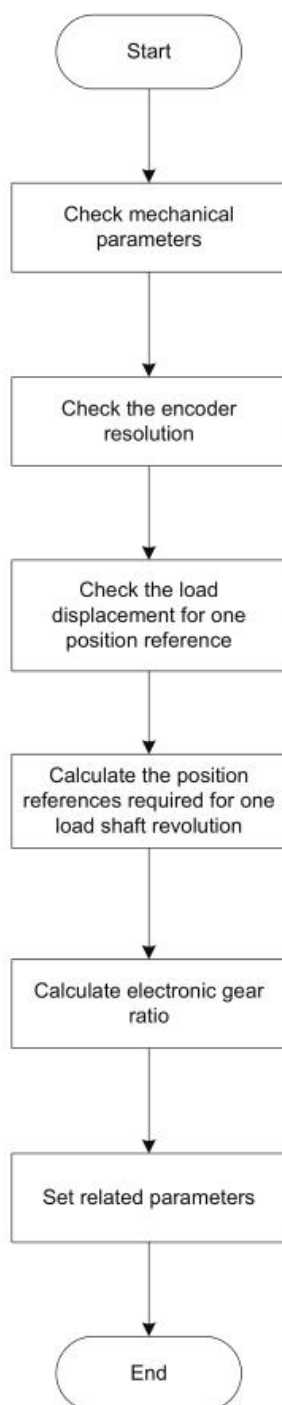 Start
Check mechanical
parameters
Check the encoder
resolution
Check the load
displacement for one
position reference
Calculate the position
references required for one
load shaft revolution
Calculate electronic gear
ratio
Set related parameters
End